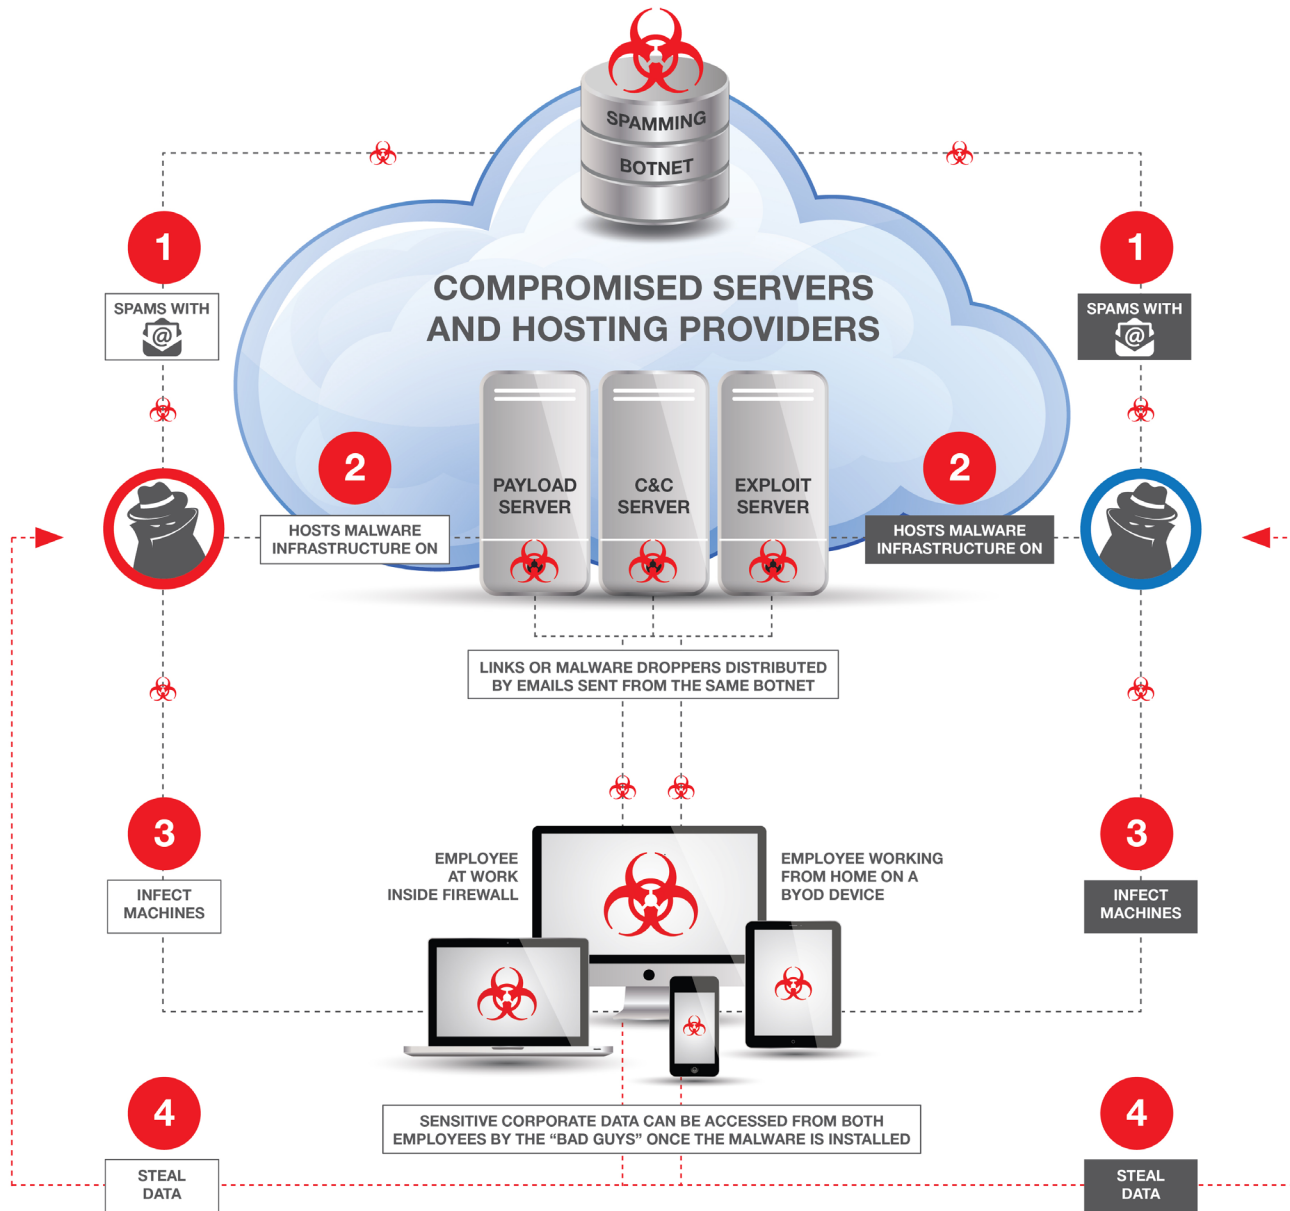 SPAMMING
BOTNET
1
1
SPAMS WITH
@
SPAMS WITH
@
COMPROMISED SERVERS
AND HOSTING PROVIDERS
2
2
PAYLOAD
SERVER
C&C
SERVER
EXPLOIT
SERVER
HOSTS MALWARE
INFRASTRUCTURE ON
HOSTS MALWARE
INFRASTRUCTURE ON
LINKS OR MALWARE DROPPERS DISTRIBUTED
BY EMAILS SENT FROM THE SAME BOTNET
3
3
INFECT
MACHINES
EMPLOYEE
AT WORK
INSIDE FIREWALL
EMPLOYEE WORKING
FROM HOME ON A
BYOD DEVICE
INFECT
MACHINES
4
4
SENSITIVE CORPORATE DATA CAN BE ACCESSED FROM BOTH
EMPLOYEES BY THE “BAD GUYS” ONCE THE MALWARE IS INSTALLED
STEAL
DATA
STEAL
DATA